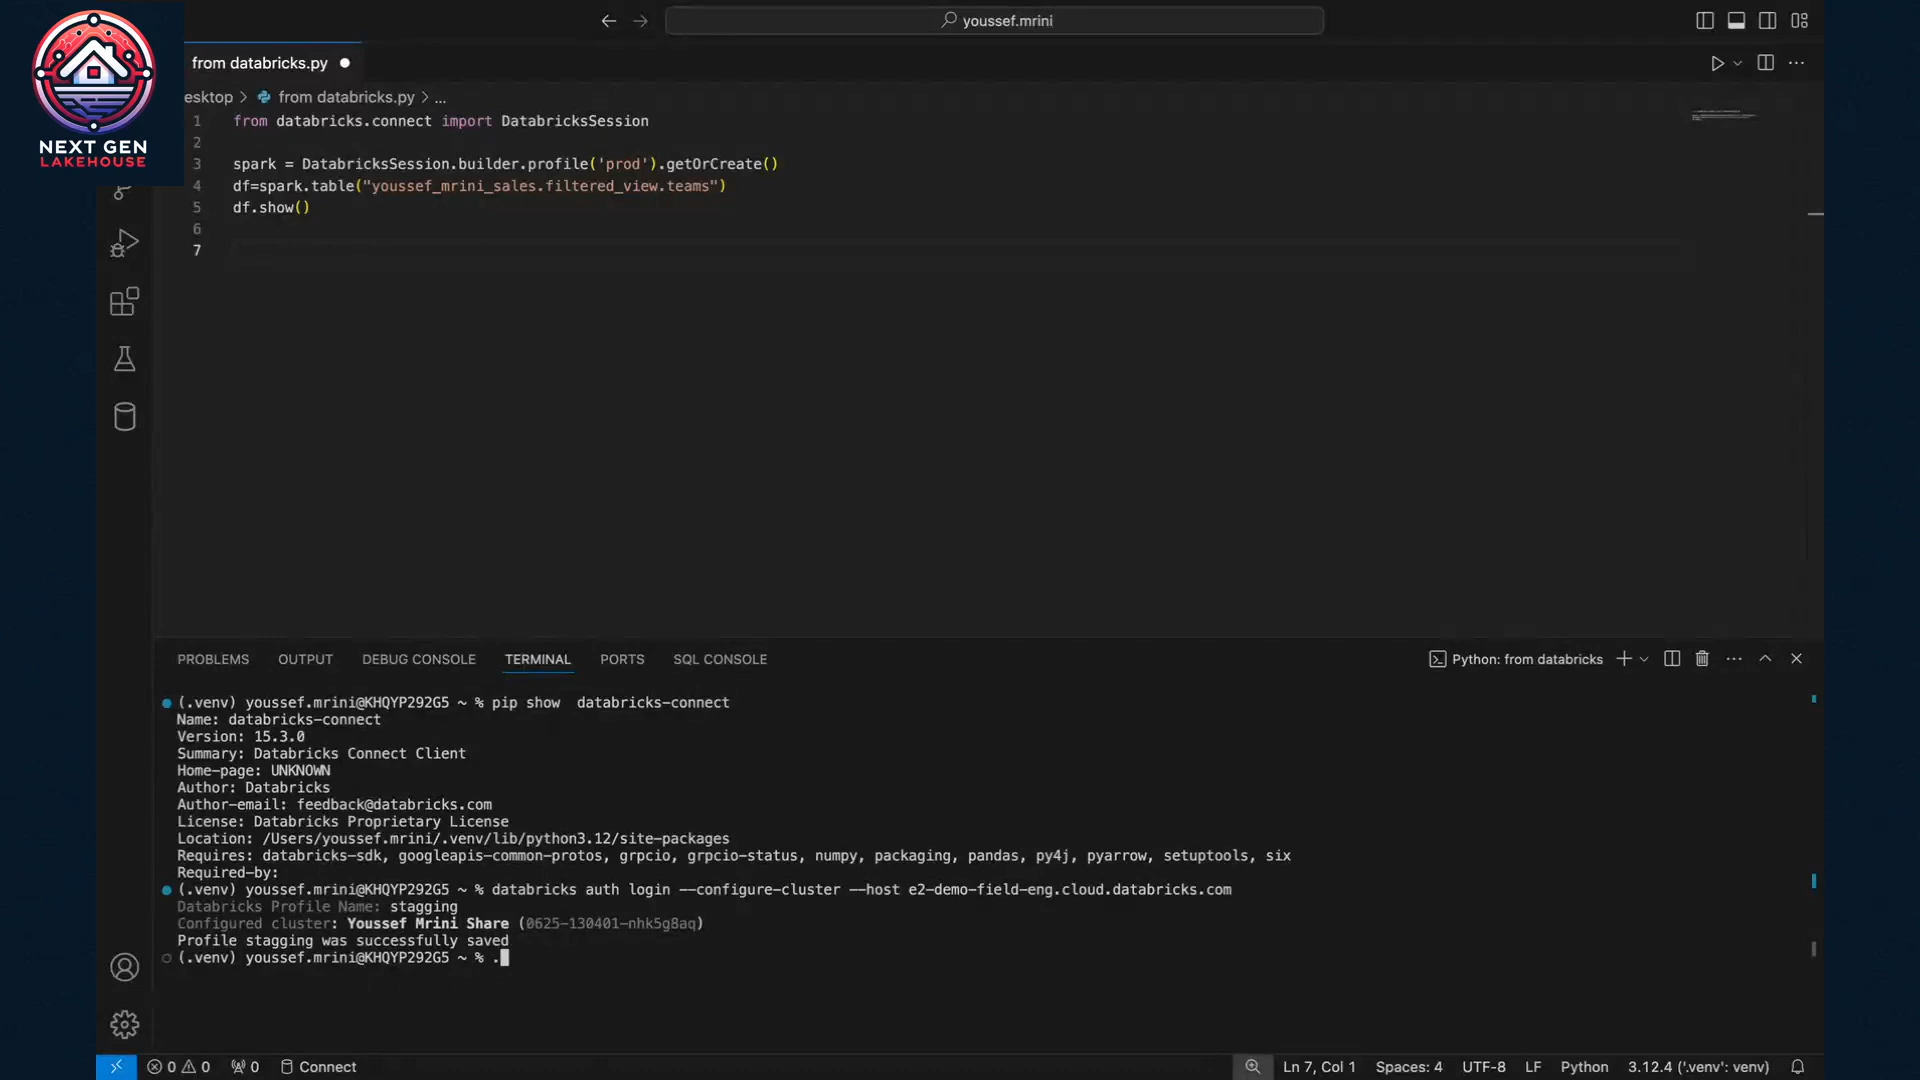 youssef.mrini
NEXT GEN
LAKEHOUSE
from databricks.py
esktop > from databricks.py > ...
1 from databricks.connect import DatabricksSession
2
3 spark = DatabricksSession.builder.profile('prod').getOrCreate()
4 df=spark.table("youssef_mrini_sales.filtered_view.teams")
5 df.show()
6
7
PROBLEMS OUTPUT DEBUG CONSOLE TERMINAL PORTS SQL CONSOLE Python: from databricks
(.venv) youssef.mrini@KHQYP292G5 ~ % pip show  databricks-connect
Name: databricks-connect
Version: 15.3.0
Summary: Databricks Connect Client
Home-page: UNKNOWN
Author: Databricks
Author-email: feedback@databricks.com
License: Databricks Proprietary License
Location: /Users/youssef.mrini/.venv/lib/python3.12/site-packages
Requires: databricks-sdk, googleapis-common-protos, grpcio, grpcio-status, numpy, packaging, pandas, py4j, pyarrow, setuptools, six
Required-by:
(.venv) youssef.mrini@KHQYP292G5 ~ % databricks auth login --configure-cluster --host e2-demo-field-eng.cloud.databricks.com
Databricks Profile Name: stagging
Configured cluster: Youssef Mrini Share (0625-130401-nhk5g8aq)
Profile stagging was successfully saved
(.venv) youssef.mrini@KHQYP292G5 ~ % .
0 0 0 Connect Ln 7, Col 1 Spaces: 4 UTF-8 LF Python 3.12.4 ('.venv': venv)